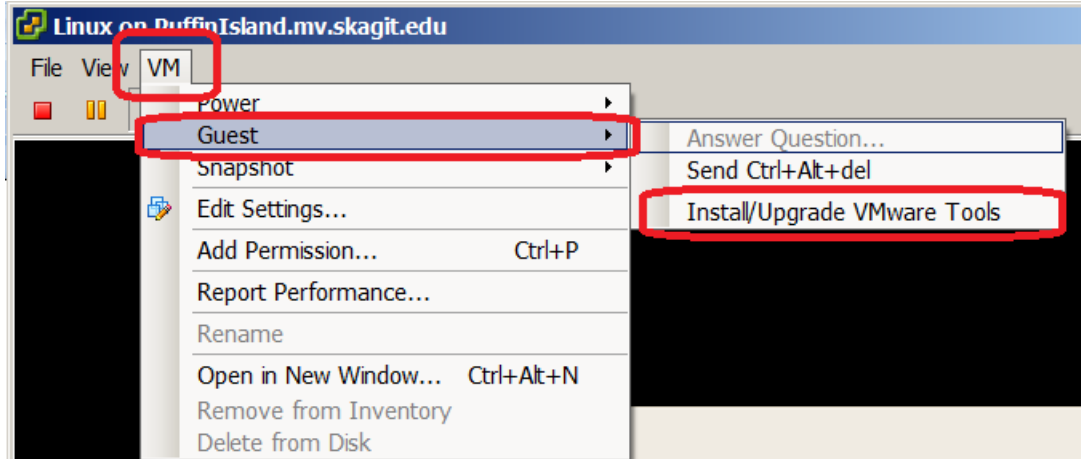 Linux on PuffinIsland.mv.skagit.edu
File View VM
Power
Guest
Answer Question...
Snapshot
Send Ctrl+Alt+del
Edit Settings...
Install/Upgrade VMware Tools
Add Permission... Ctrl+P
Report Performance...
Rename
Open in New Window... Ctrl+Alt+N
Remove from Inventory
Delete from Disk